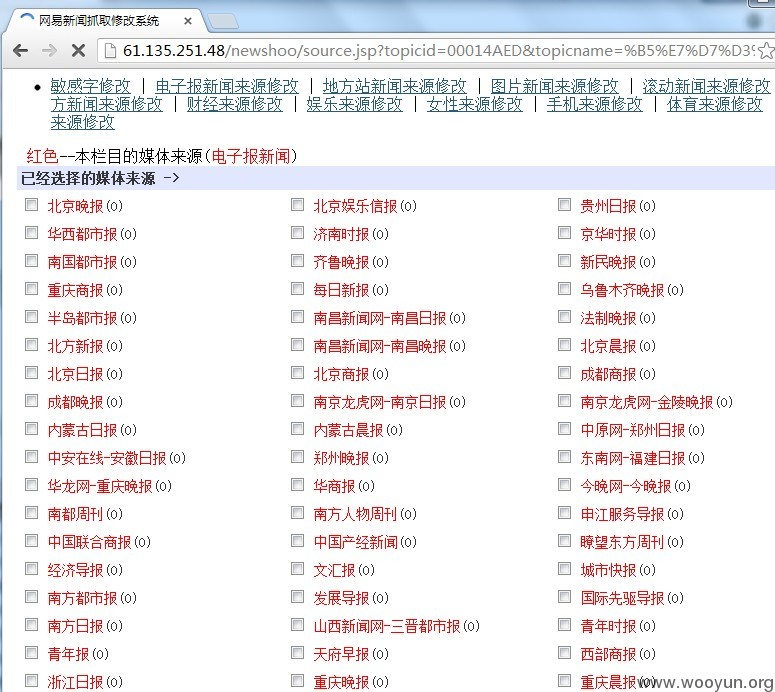 网易新闻抓取修改系统
61.135.251.48/newshoo/source.jsp?topicid=00014AED&topicname=%B5%E7%D7%D3%
敏感字修改 | 电子报新闻来源修改 | 地方站新闻来源修改 | 图片新闻来源修改 | 滚动新闻来源修改
方新闻来源修改 | 财经来源修改 | 娱乐来源修改 | 女性来源修改 | 手机来源修改 | 体育来源修改
来源修改
红色--本栏目的媒体来源(电子报新闻)
已经选择的媒体来源 ->
北京晚报(0) 北京娱乐信报(0) 贵州日报(0)
华西都市报(0) 济南时报(0) 京华时报(0)
南国都市报(0) 齐鲁晚报(0) 新民晚报(0)
重庆商报(0) 每日新报(0) 乌鲁木齐晚报(0)
半岛都市报(0) 南昌新闻网-南昌日报(0) 法制晚报(0)
北方新报(0) 南昌新闻网-南昌晚报(0) 北京晨报(0)
北京日报(0) 北京商报(0) 成都商报(0)
成都晚报(0) 南京龙虎网-南京日报(0) 南京龙虎网-金陵晚报(0)
内蒙古日报(0) 内蒙古晨报(0) 中原网-郑州日报(0)
中安在线-安徽日报(0) 郑州晚报(0) 东南网-福建日报(0)
华龙网-重庆晚报(0) 华商报(0) 今晚网-今晚报(0)
南都周刊(0) 南方人物周刊(0) 申江服务导报(0)
中国联合商报(0) 中国产经新闻(0) 瞭望东方周刊(0)
经济导报(0) 文汇报(0) 城市快报(0)
南方都市报(0) 发展导报(0) 国际先驱导报(0)
南方日报(0) 山西新闻网-三晋都市报(0) 青年时报(0)
青年报(0) 天府早报(0) 西部商报(0)
浙江日报(0) 重庆晚报(0) 重庆晨报(0)
www.wooyun.org